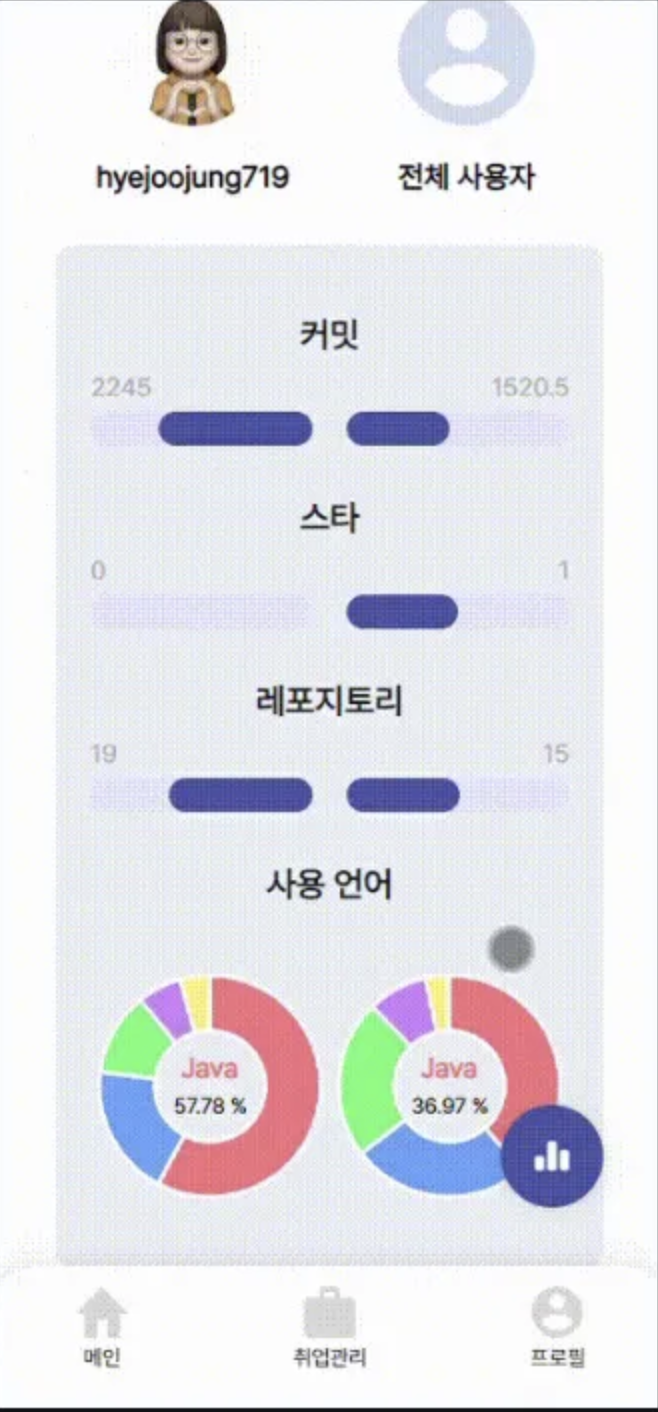 hyejoojung719
전체 사용자
커밋
2245
1520.5
스타
0
1
레포지토리
19
15
사용 언어
Java
57.78 %
Java
36.97 %
메인
취업관리
프로필